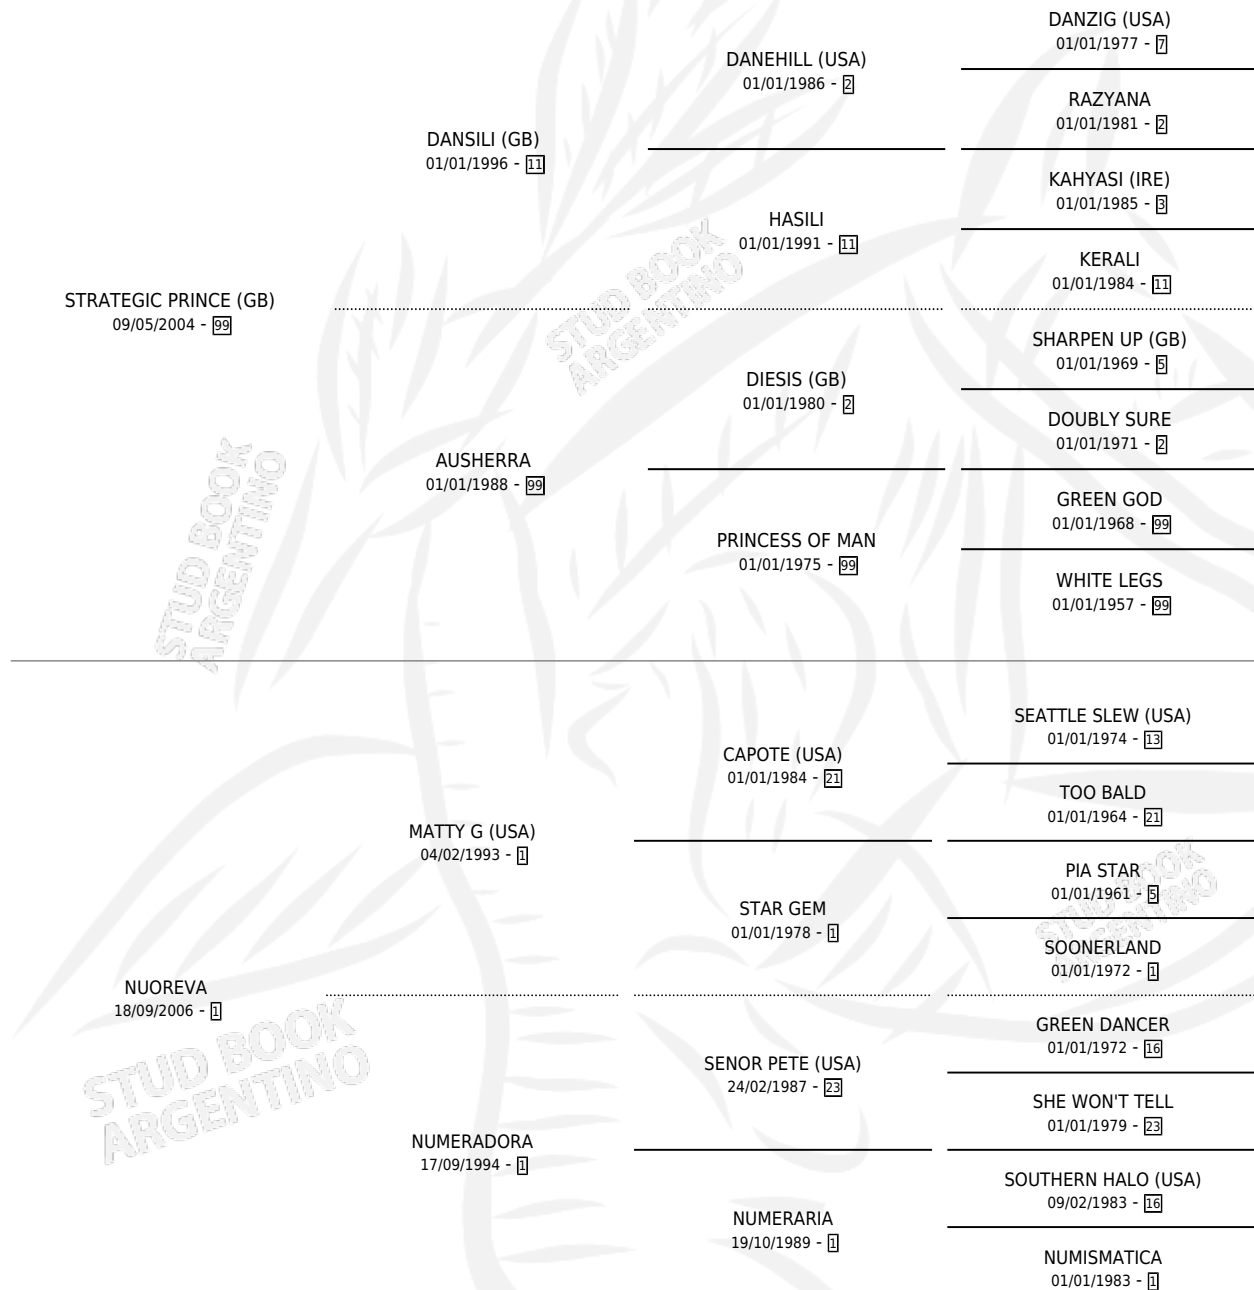 DANZIG (USA)
01/01/1977 - 7
DANEHILL (USA)
01/01/1986 - 2
RAZYANA
01/01/1981 - 2
DANSILI (GB)
01/01/1996 - 11
KAHYASI (IRE)
01/01/1985 - 3
HASILI
01/01/1991 - 11
KERALI
01/01/1984 - 11
STRATEGIC PRINCE (GB)
09/05/2004 - 99
SHARPEN UP (GB)
01/01/1969 - 5
DIESIS (GB)
01/01/1980 - 2
DOUBLY SURE
01/01/1971 - 2
AUSHERRA
01/01/1988 - 99
GREEN GOD
01/01/1968 - 99
PRINCESS OF MAN
01/01/1975 - 99
WHITE LEGS
01/01/1957 - 99
SEATTLE SLEW (USA)
01/01/1974 - 13
CAPOTE (USA)
01/01/1984 - 21
TOO BALD
01/01/1964 - 21
MATTY G (USA)
04/02/1993 - 1
PIA STAR
01/01/1961 - 5
STAR GEM
01/01/1978 - 1
SOONERLAND
01/01/1972 - 1
NUOREVA
18/09/2006 - 1
GREEN DANCER
01/01/1972 - 16
SENOR PETE (USA)
24/02/1987 - 23
SHE WON'T TELL
01/01/1979 - 23
NUMERADORA
17/09/1994 - 1
SOUTHERN HALO (USA)
09/02/1983 - 16
NUMERARIA
19/10/1989 - 1
NUMISMATICA
01/01/1983 - 1
STUD BOOK
ARGENTINO
STUD BOOK
ARGENTINO
STUD BOOK
ARGENTINO
STUD BOOK
ARGENTINO